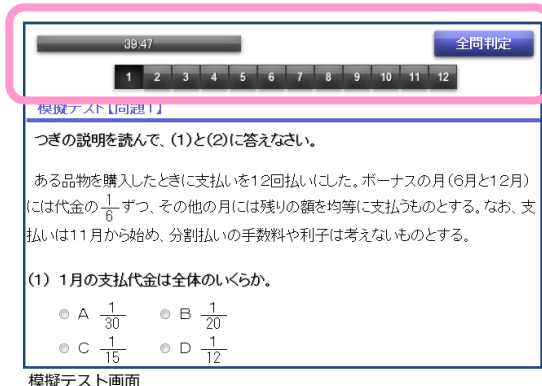 39:47
全問判定
1 2 3 4 5 6 7 8 9 10 11 12
模擬テスト【問題1】
つぎの説明を読んで、(1)と(2)に答えなさい。
ある品物を購入したときに支払いを12回払いにした。ボーナスの月(6月と12月)
には代金の1/6ずつ、その他の月には残りの額を均等に支払うものとする。なお、支
払いは11月から始め、分割払いの手数料や利子は考えないものとする。
(1) 1月の支払代金は全体のいくらか。
A 1/30 B 1/20
C 1/15 D 1/12
模擬テスト画面